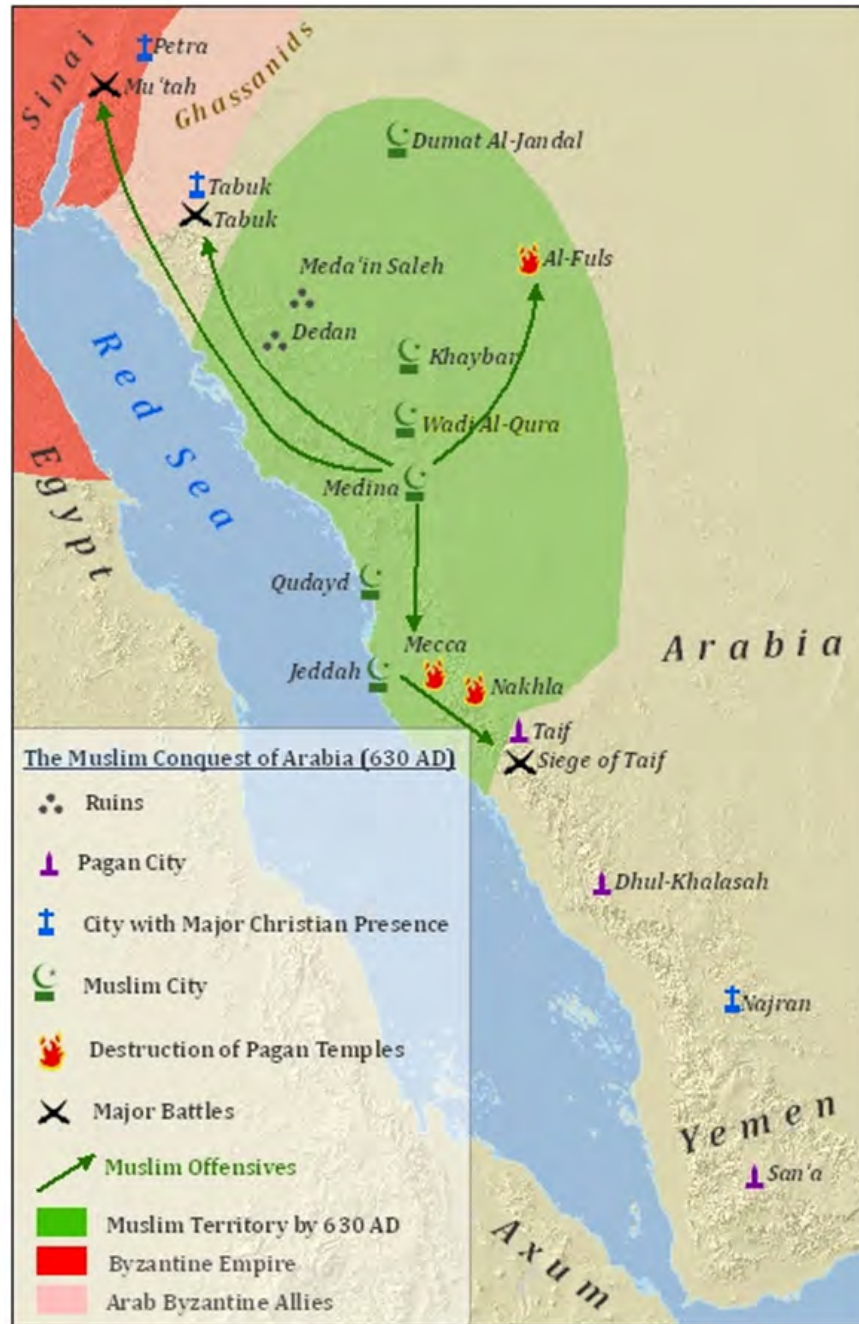 Sinai
Petra
Mu'tah
Ghassanids
Dumat Al-Jandal
Tabuk
Tabuk
Al-Fuls
Meda'in Saleh
Dedan
Khaybar
Red Sea
Wadi Al-Qura
Egypt
Medina
Qudayd
Mecca
Arabia
Jeddah
Nakhla
Taif
Siege of Taif
The Muslim Conquest of Arabia (630 AD)
Ruins
Pagan City
City with Major Christian Presence
Muslim City
Destruction of Pagan Temples
Major Battles
Muslim Offensives
Muslim Territory by 630 AD
Byzantine Empire
Arab Byzantine Allies
Dhul-Khalasah
Najran
Yemen
San'a
Axum